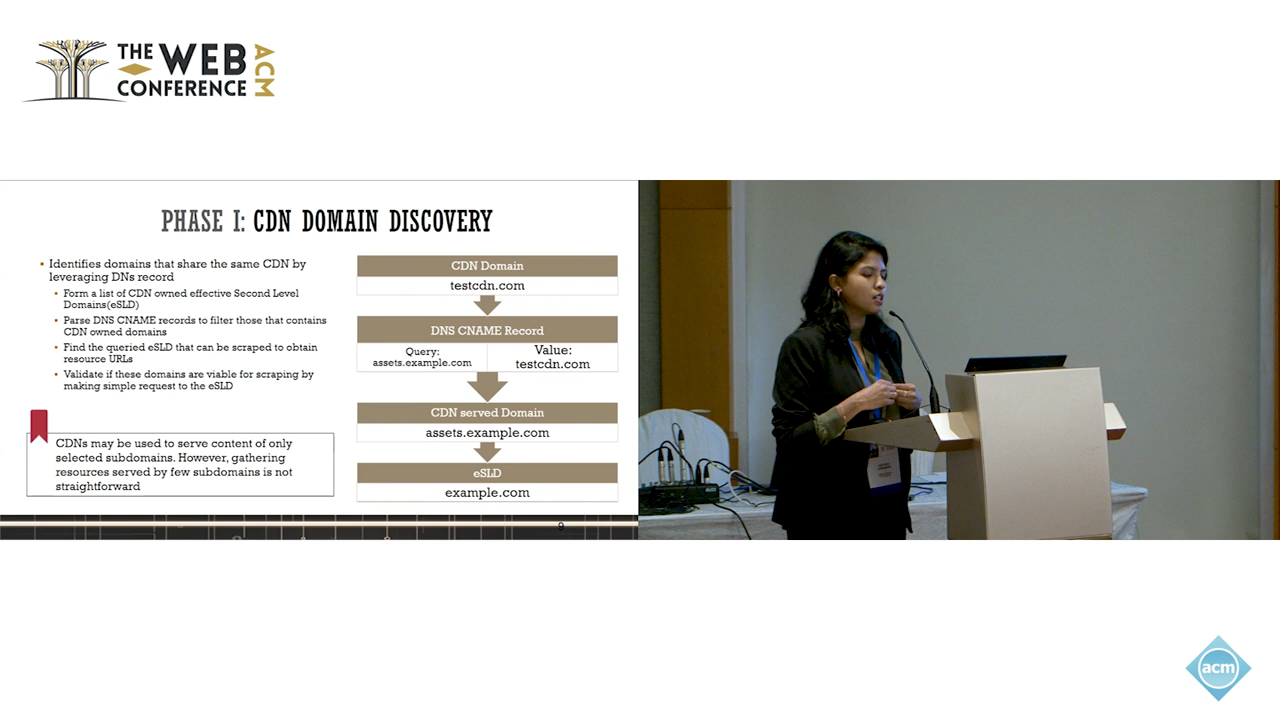 THE WEB
CONFERENCE
ACM
PHASE I: CDN DOMAIN DISCOVERY
• Identifies domains that share the same CDN by
leveraging DNs record
• Form a list of CDN owned effective Second Level
Domains(eSLD)
• Parse DNS CNAME records to filter those that contains
CDN owned domains
• Find the queried eSLD that can be scraped to obtain
resource URLs
• Validate if these domains are viable for scraping by
making simple request to the eSLD
CDNs may be used to serve content of only
selected subdomains. However, gathering
resources served by few subdomains is not
straightforward
CDN Domain
testcdn.com
DNS CNAME Record
Query:
assets.example.com
Value:
testcdn.com
CDN served Domain
assets.example.com
eSLD
example.com
9
acm